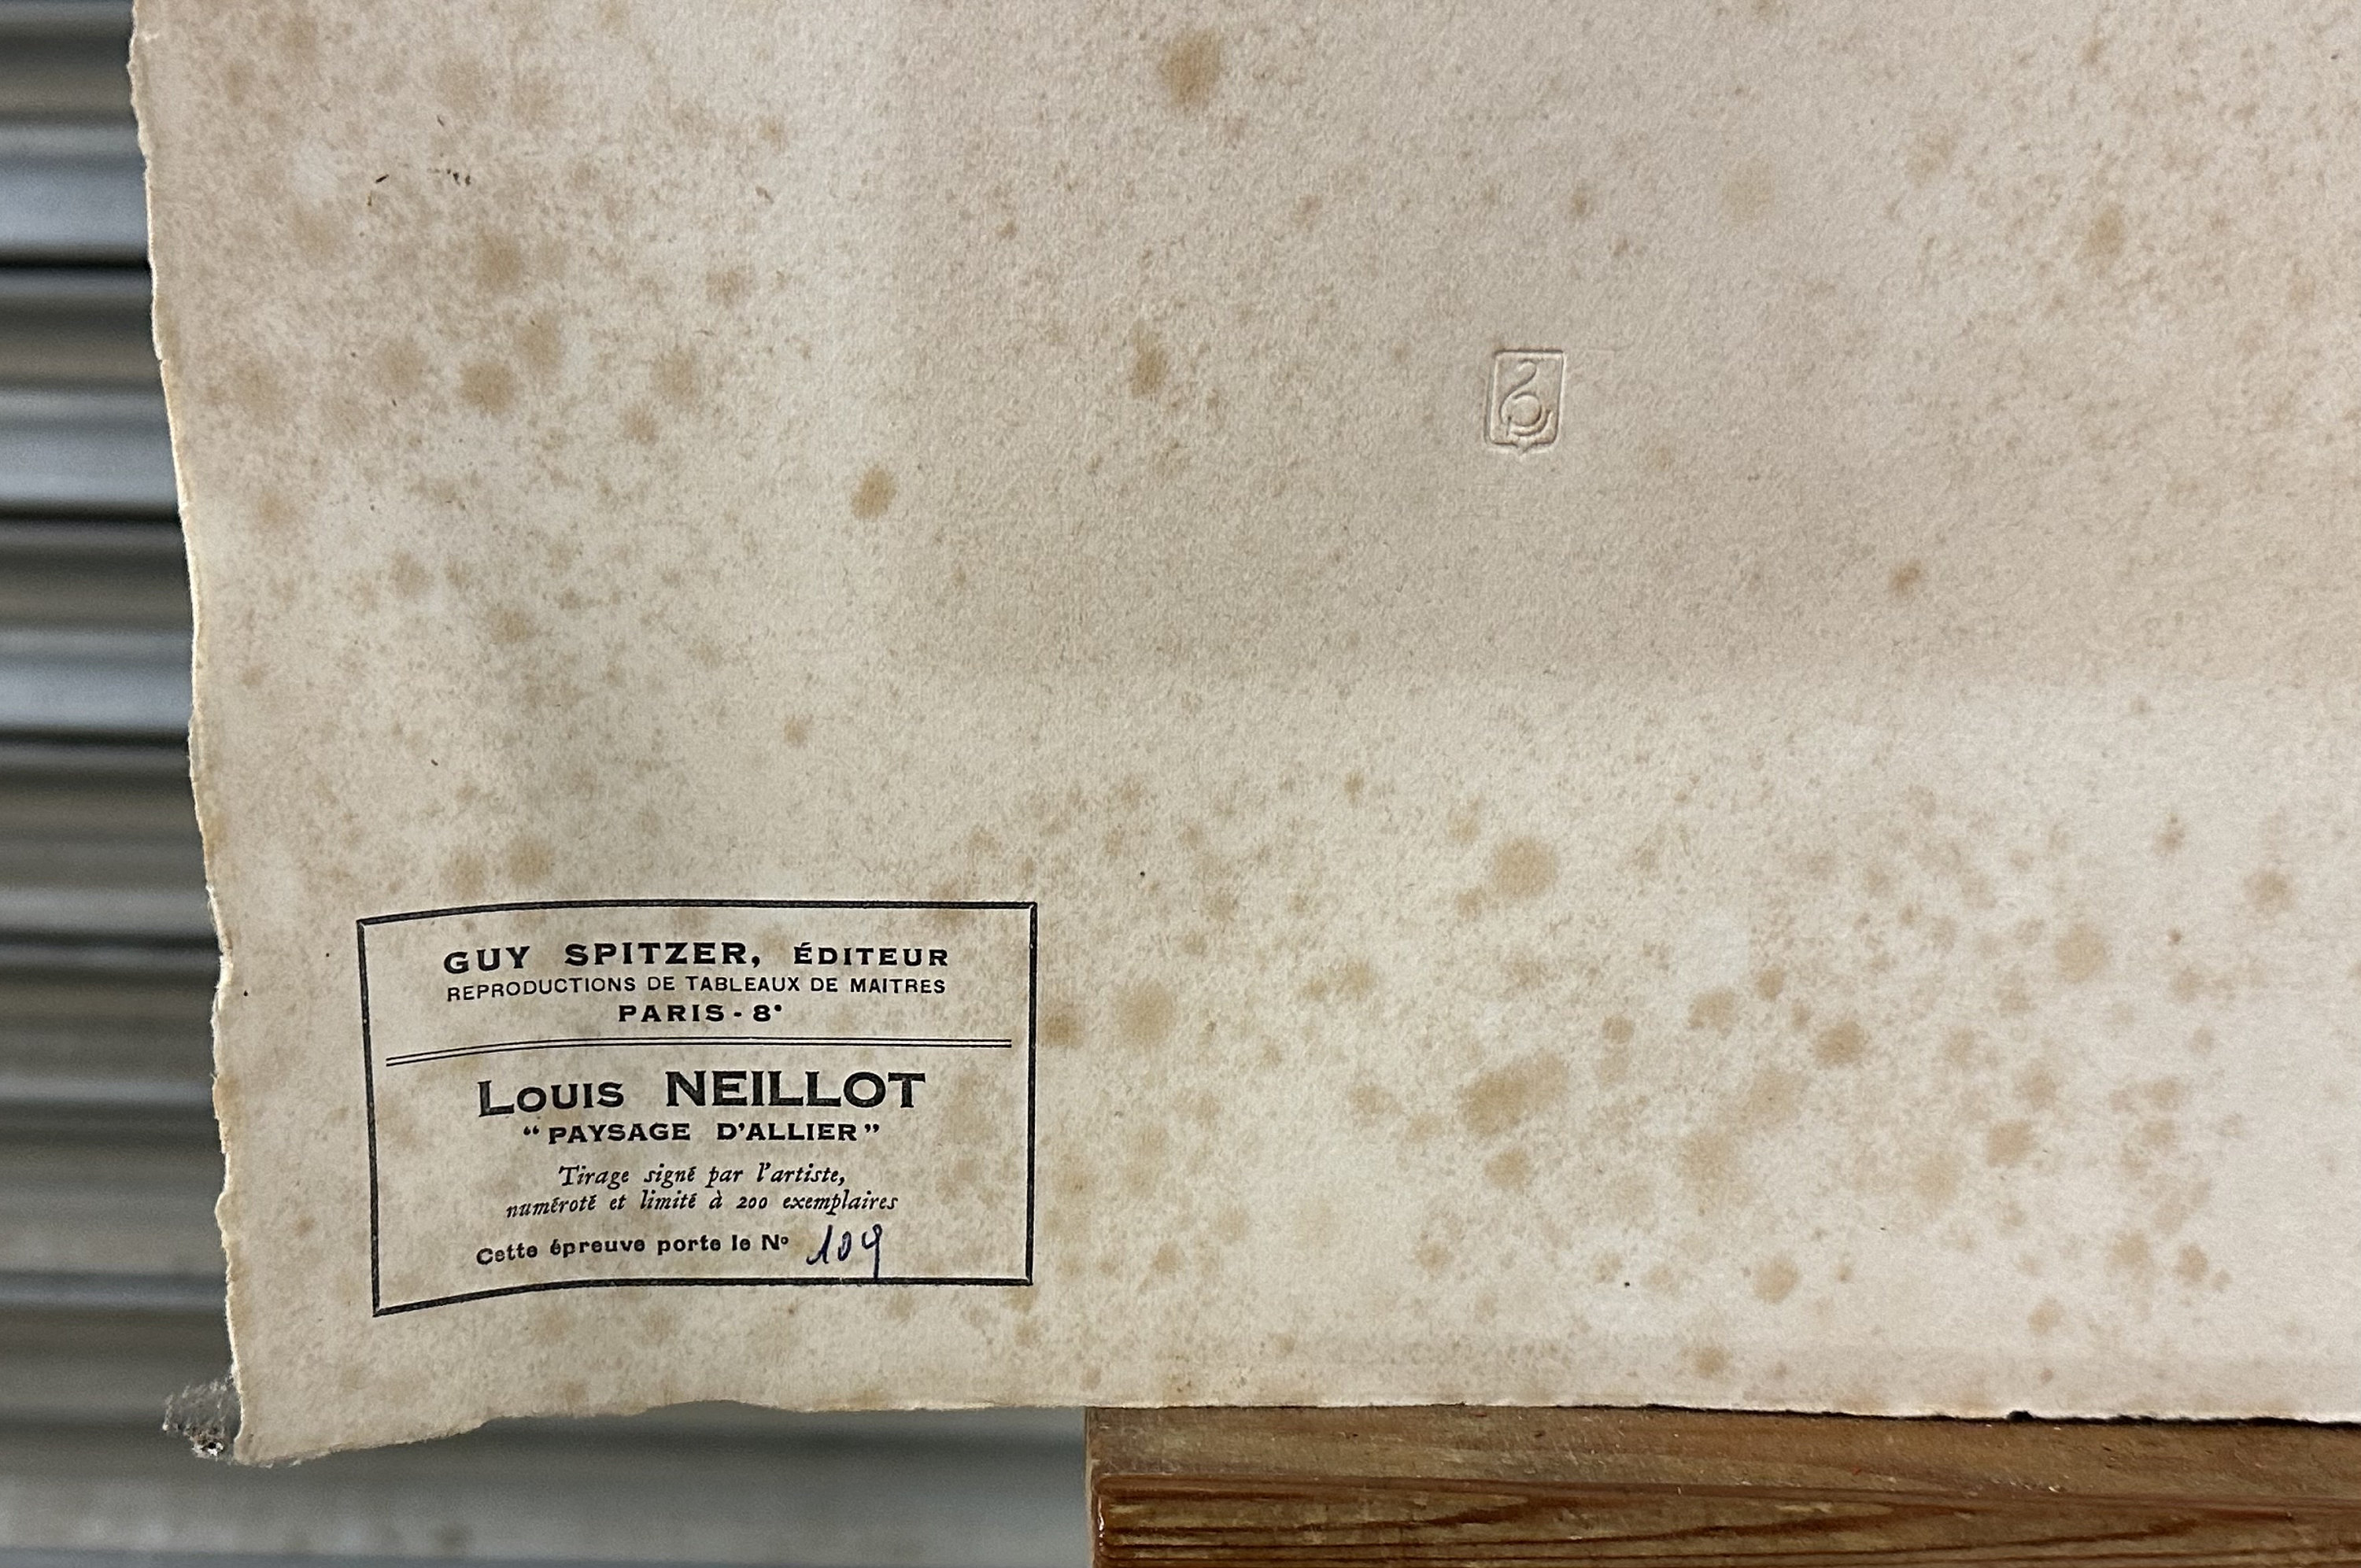 GUY SPITZER, ÉDITEUR
REPRODUCTIONS DE TABLEAUX DE MAITRES
PARIS - 8ᵉ
LOUIS NEILLOT
“PAYSAGE D'ALLIER”
Tirage signé par l'artiste,
numéroté et limité à 200 exemplaires
Cette épreuve porte le Nº 109